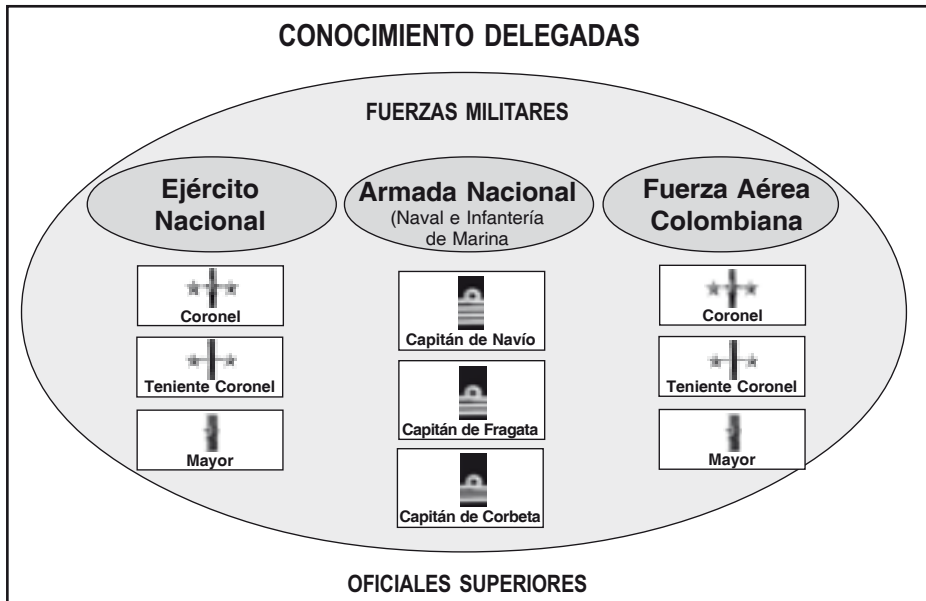 CONOCIMIENTO DELEGADAS
FUERZAS MILITARES
Ejército
Nacional
Coronel
Teniente Coronel
Mayor
Armada Nacional
(Naval e Infantería
de Marina
Capitán de Navío
Capitán de Fragata
Capitán de Corbeta
Fuerza Aérea
Colombiana
Coronel
Teniente Coronel
Mayor
OFICIALES SUPERIORES